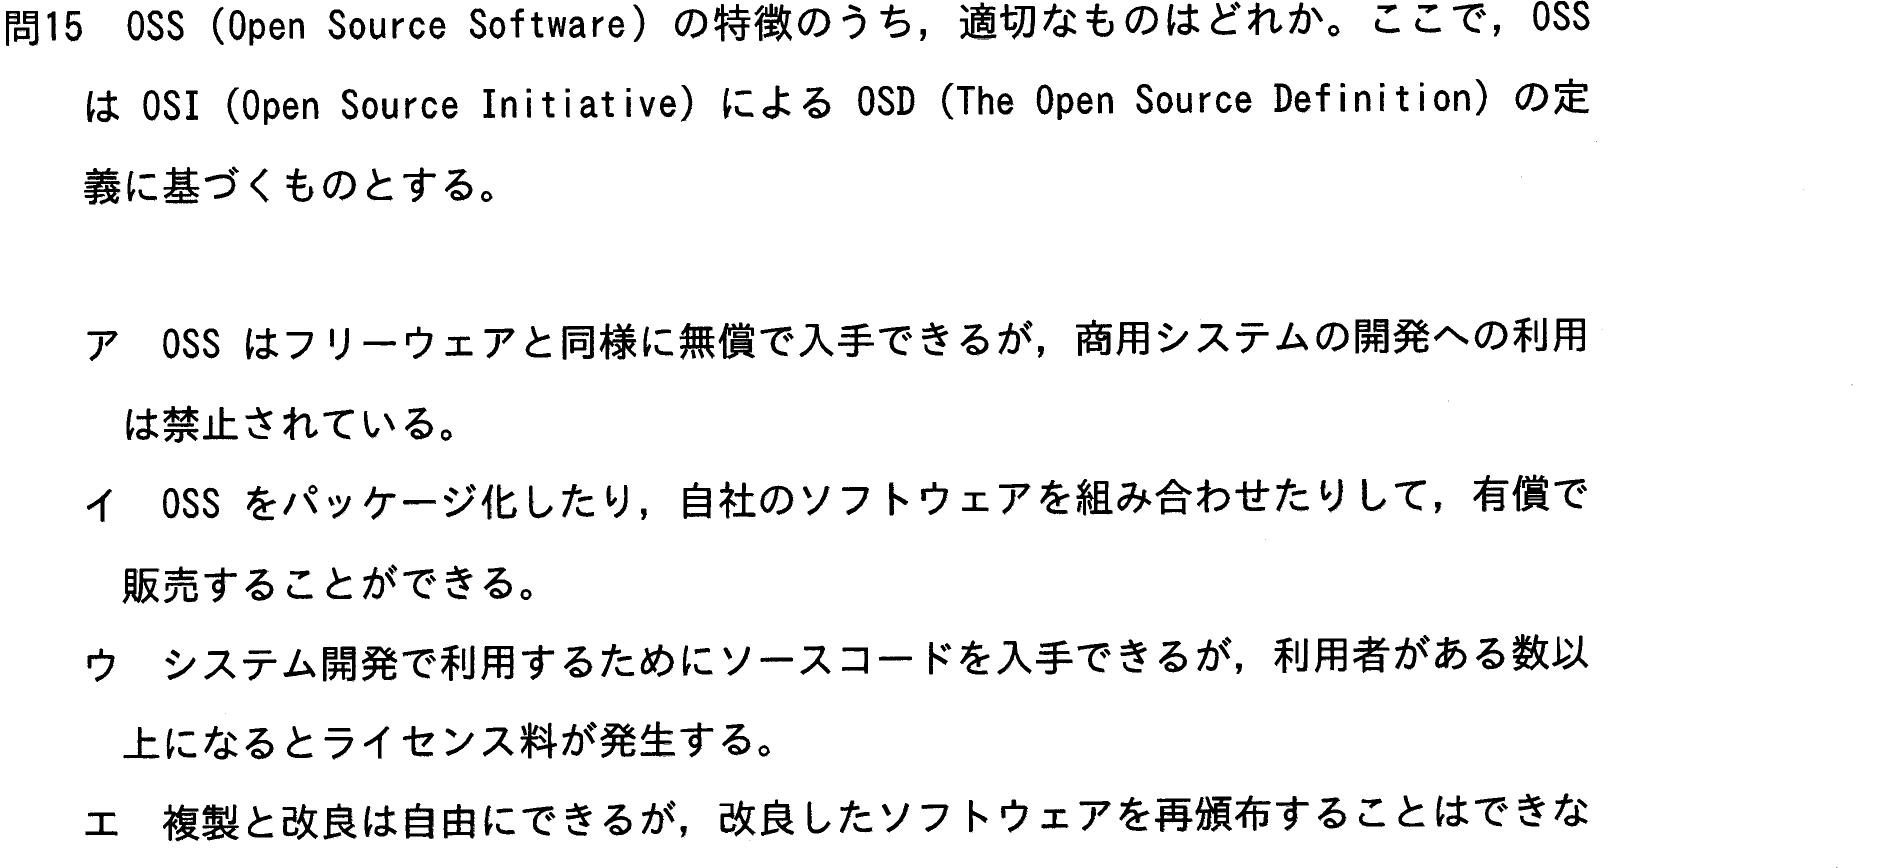 問15 OSS (Open Source Software) の特徴のうち，適切なものはどれか。ここで，OSS
は OSI (Open Source Initiative) による OSD (The Open Source Definition) の定
義に基づくものとする。
ア OSS はフリーウェアと同様に無償で入手できるが，商用システムの開発への利用
は禁止されている。
イ OSS をパッケージ化したり，自社のソフトウェアを組み合わせたりして，有償で
販売することができる。
ウ システム開発で利用するためにソースコードを入手できるが，利用者がある数以
上になるとライセンス料が発生する。
エ 複製と改良は自由にできるが，改良したソフトウェアを再頒布することはできな